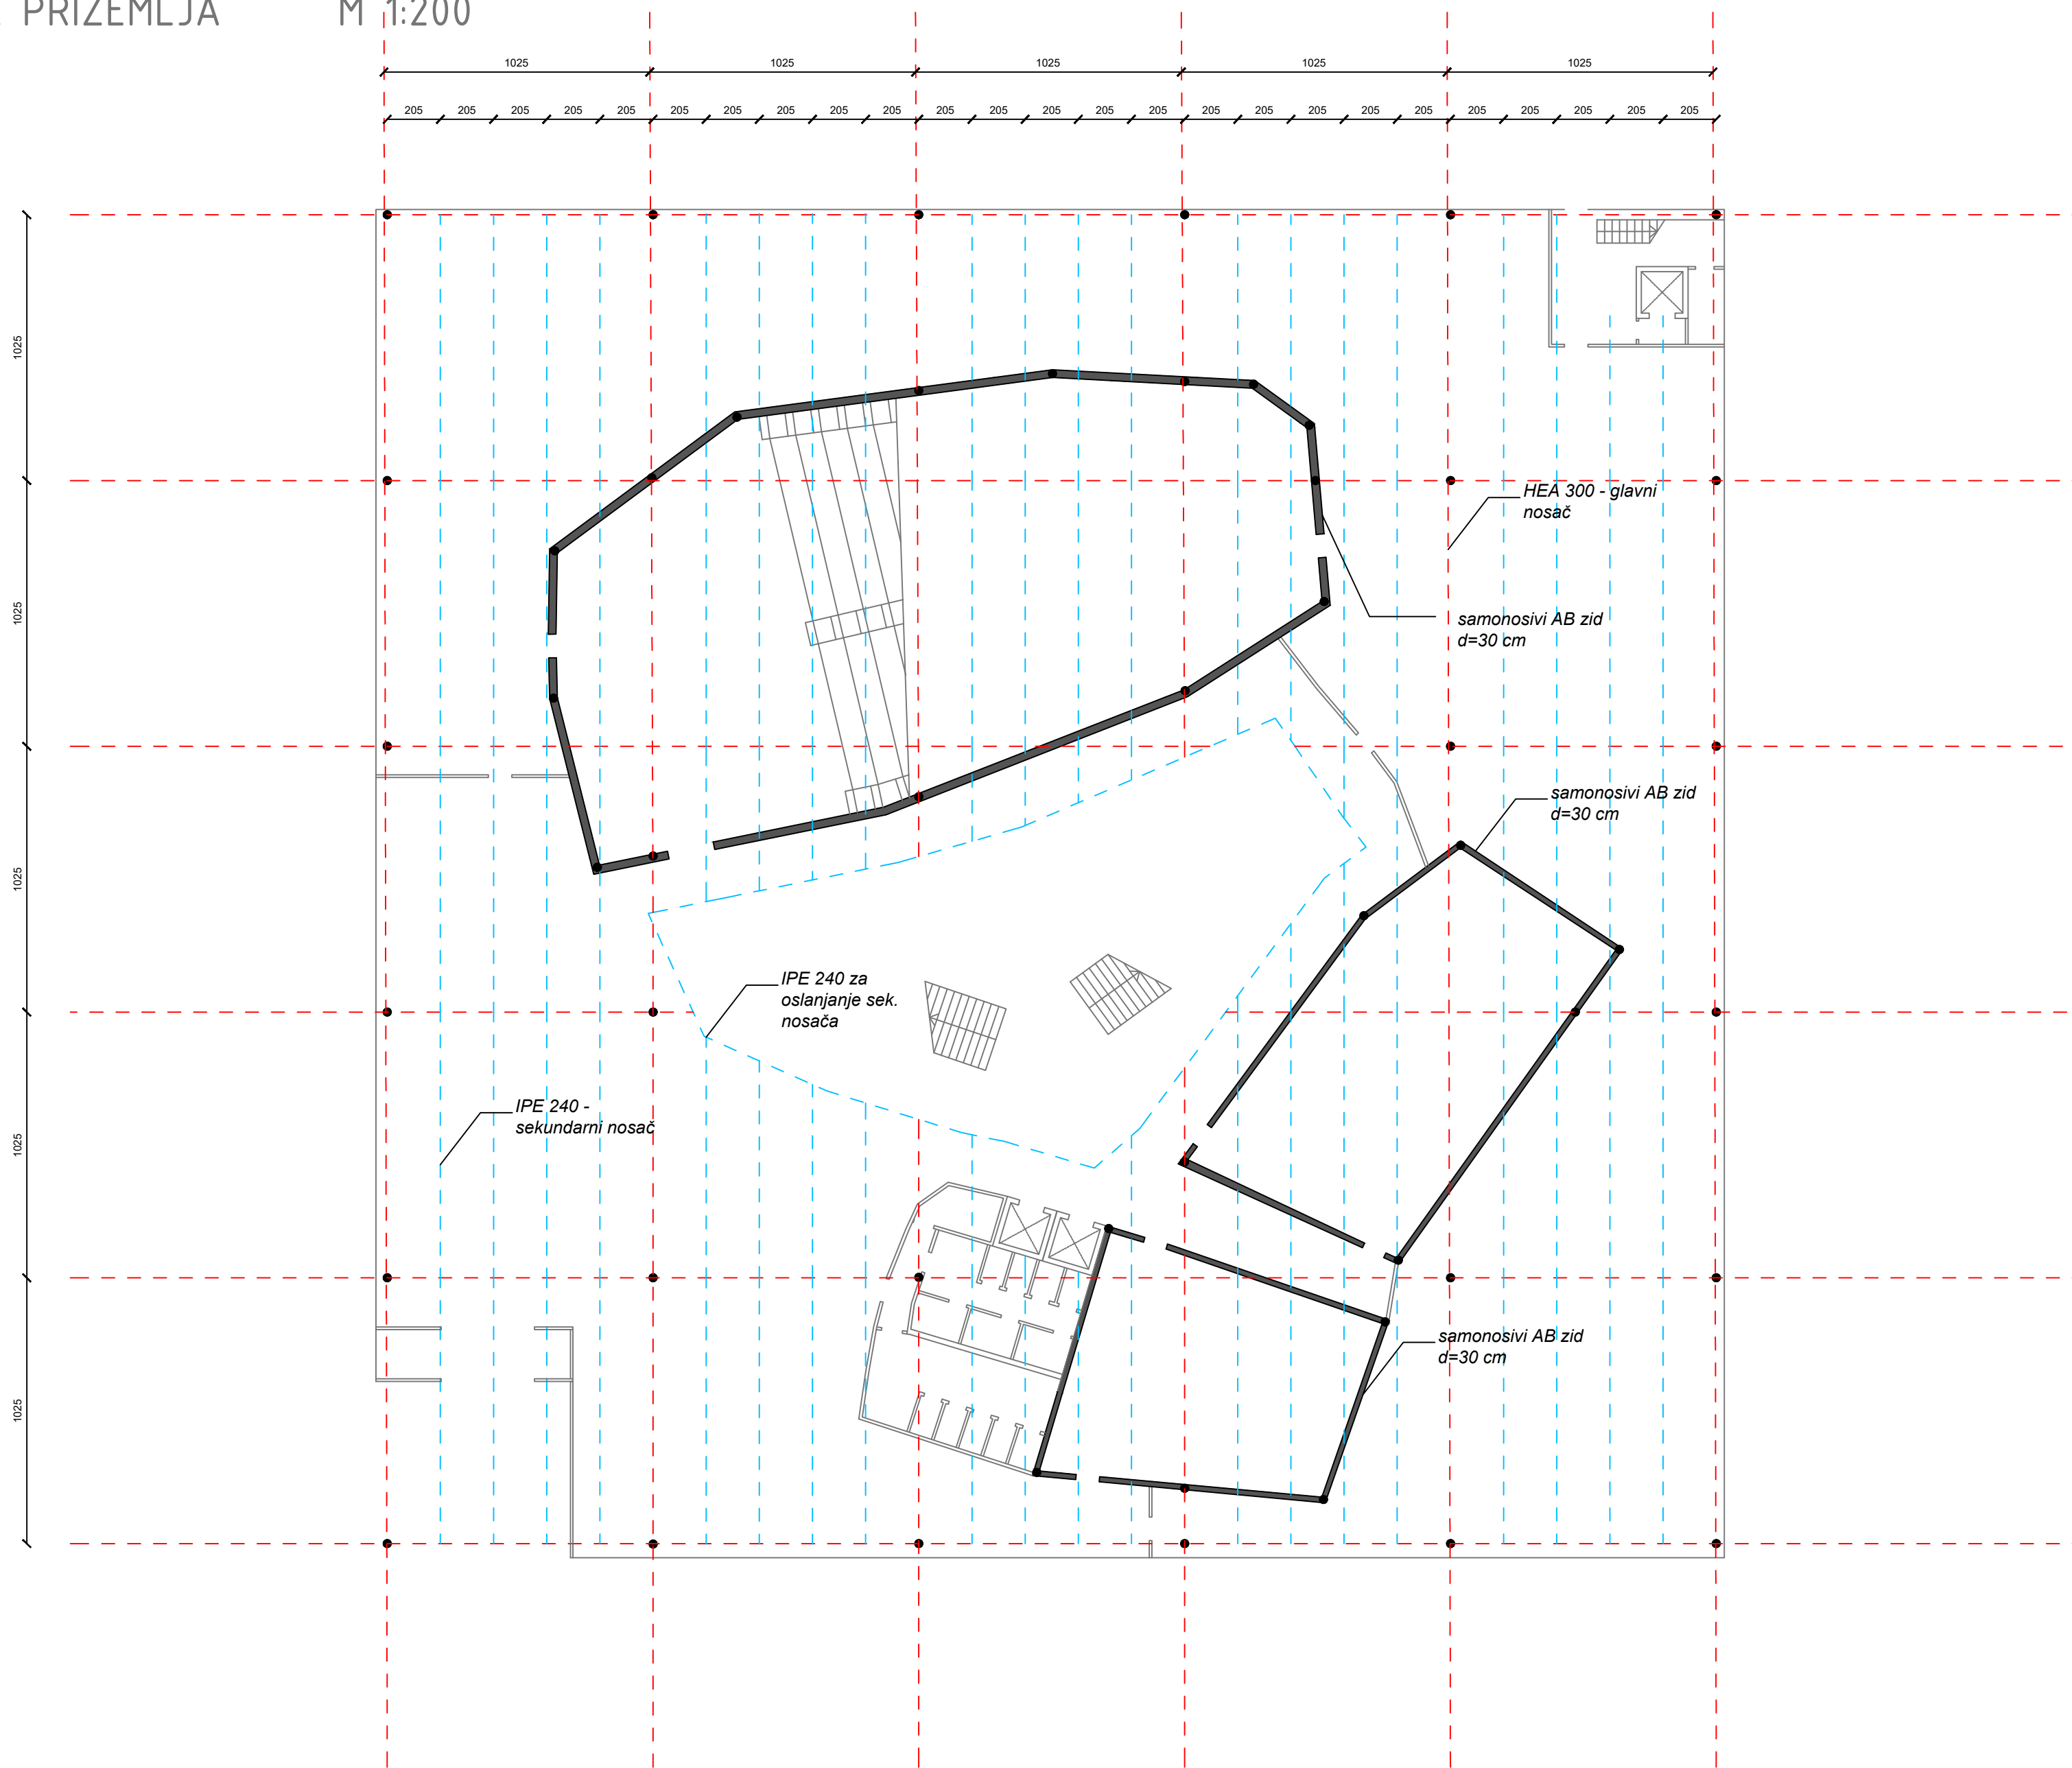 PRIZEMLJA M 1:200
1025 1025 1025 1025 1025
205 205 205 205 205 205 205 205 205 205 205 205 205 205 205 205 205 205 205 205 205 205 205 205 205
1025
1025
1025
1025
1025
HEA 300 - glavni
nosač
samonosivi AB zid
d=30 cm
samonosivi AB zid
d=30 cm
IPE 240 za
oslanjanje sek.
nosača
IPE 240 -
sekundarni nosač
samonosivi AB zid
d=30 cm